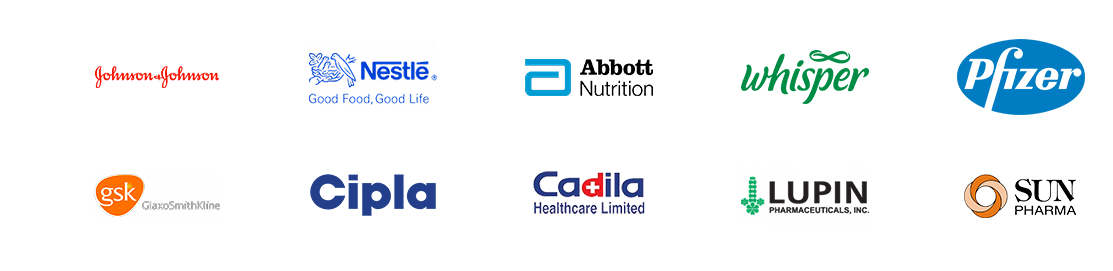 Johnson&Johnson
Nestlé®
Good Food, Good Life
Abbott
Nutrition
whisper
Pfizer
gsk
GlaxoSmithKline
Cipla
Cadila
Healthcare Limited
LUPIN
PHARMACEUTICALS, INC.
SUN
PHARMA